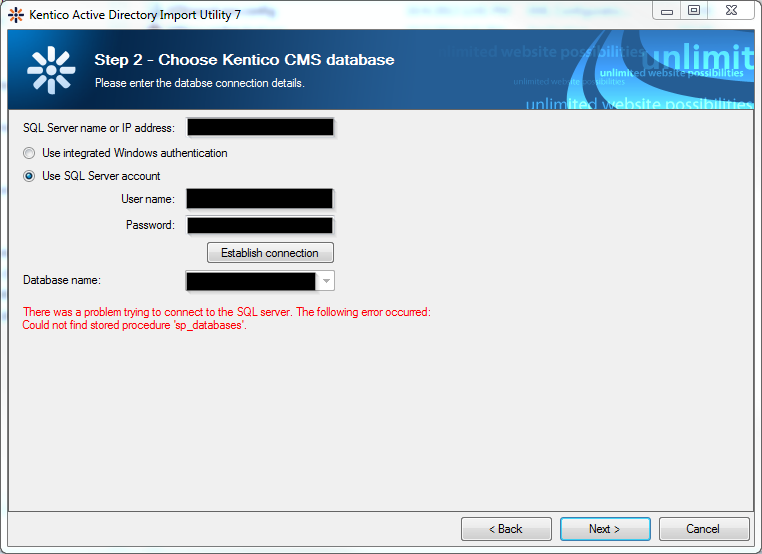 Kentico Active Directory Import Utility 7
Step 2 - Choose Kentico CMS database
Please enter the databse connection details.
unlimit
unlimited website possibilities
unlimited website possibilities
unlimited website possibilities
unlimited website possibilities
SQL Server name or IP address:
Use integrated Windows authentication
Use SQL Server account
User name:
Password:
Establish connection
Database name:
There was a problem trying to connect to the SQL server. The following error occurred:
Could not find stored procedure 'sp_databases'.
< Back
Next >
Cancel